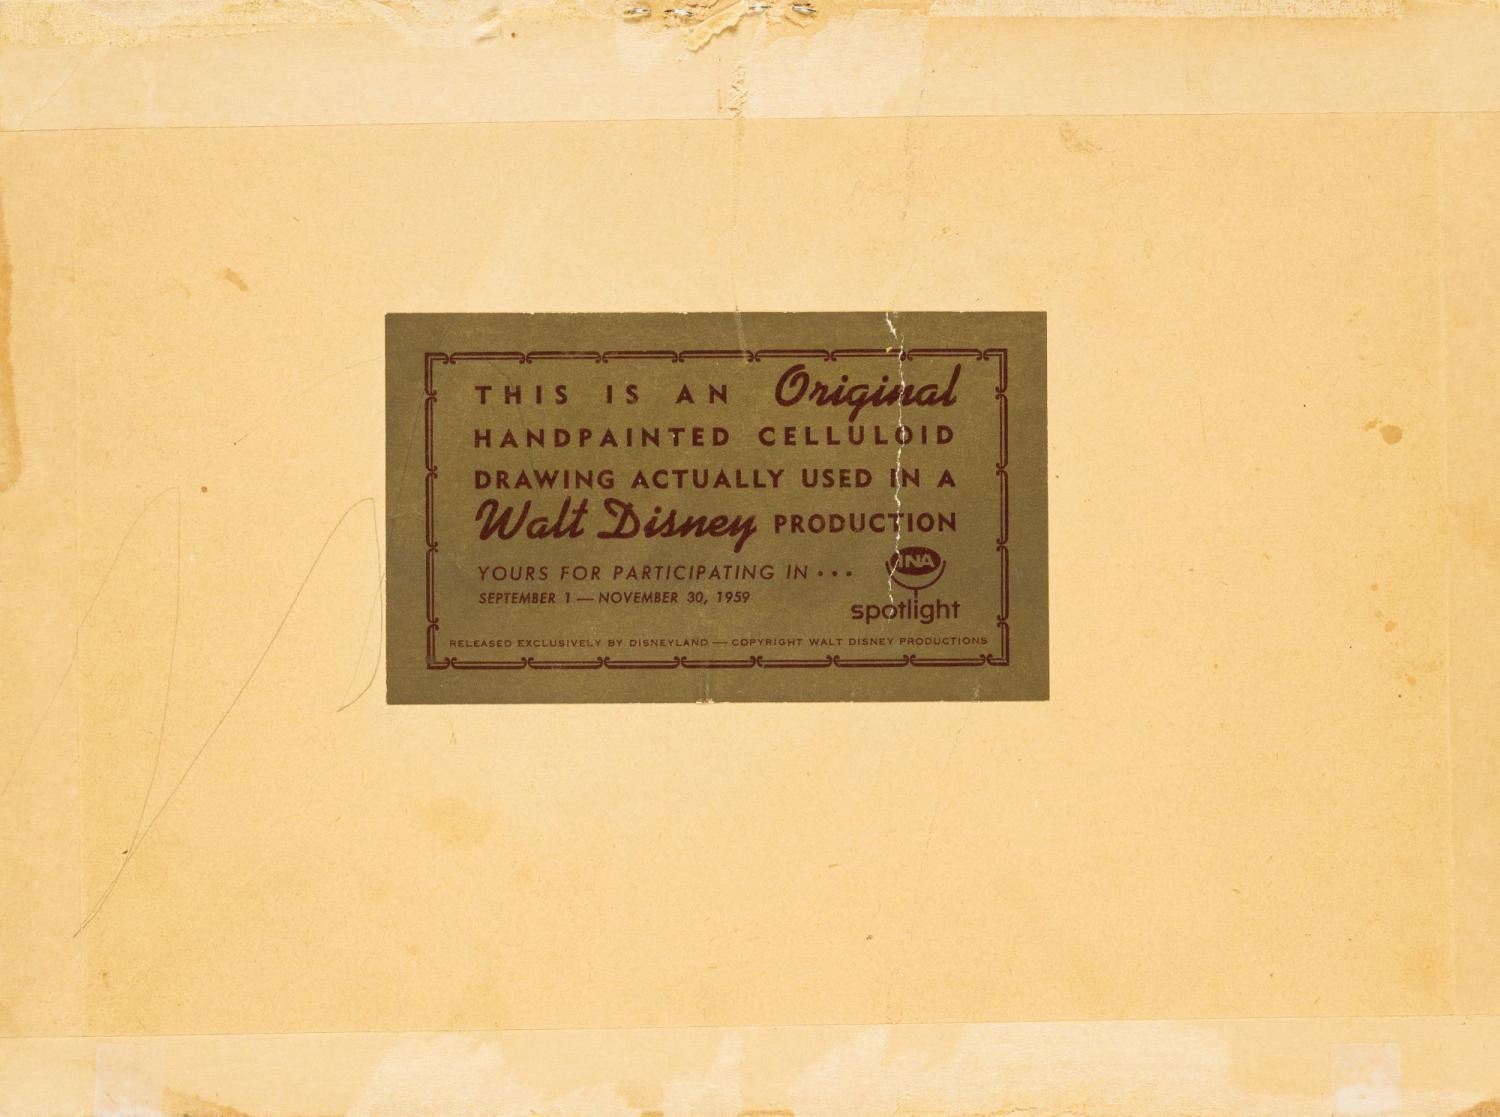 THIS IS AN Original
HANDPAINTED CELLULOID
DRAWING ACTUALLY USED IN A
Walt Disney PRODUCTION
YOURS FOR PARTICIPATING IN ...
SEPTEMBER 1 — NOVEMBER 30, 1959
INA
spotlight
RELEASED EXCLUSIVELY BY DISNEYLAND — COPYRIGHT WALT DISNEY PRODUCTIONS